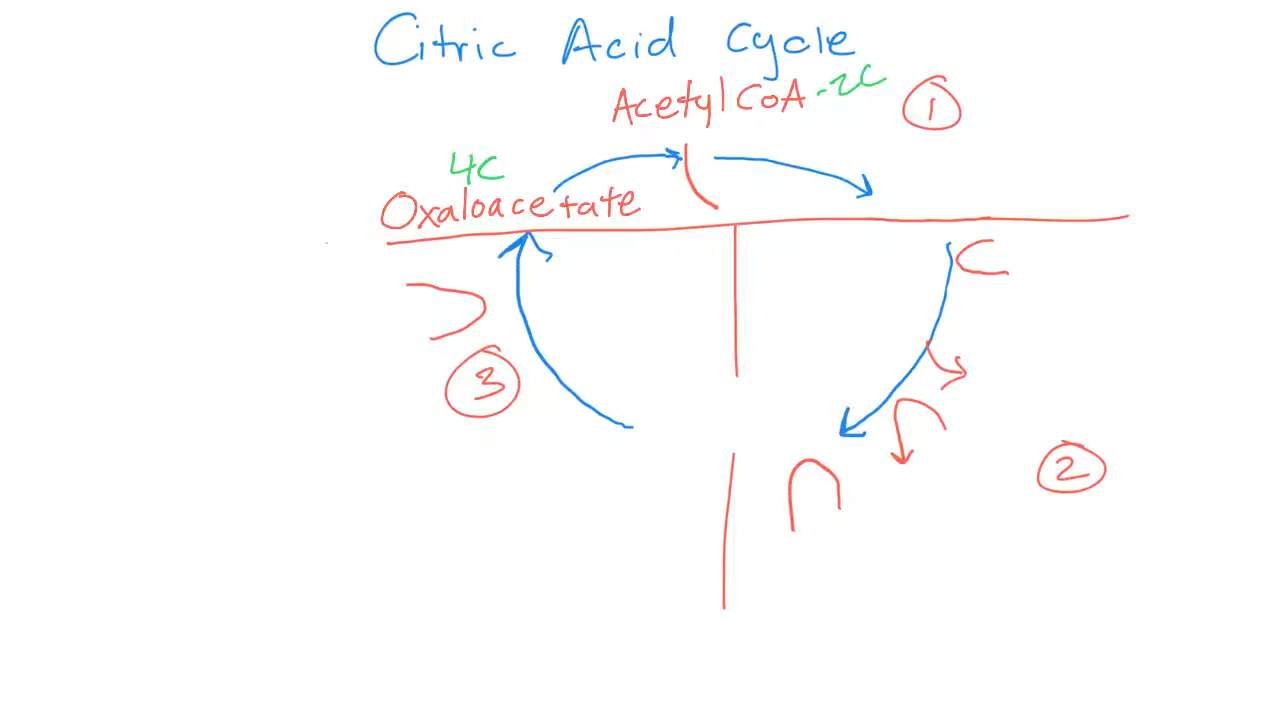 Citric Acid Cycle
Acetyl CoA - 2C
1
4C
Oxaloacetate
3
2